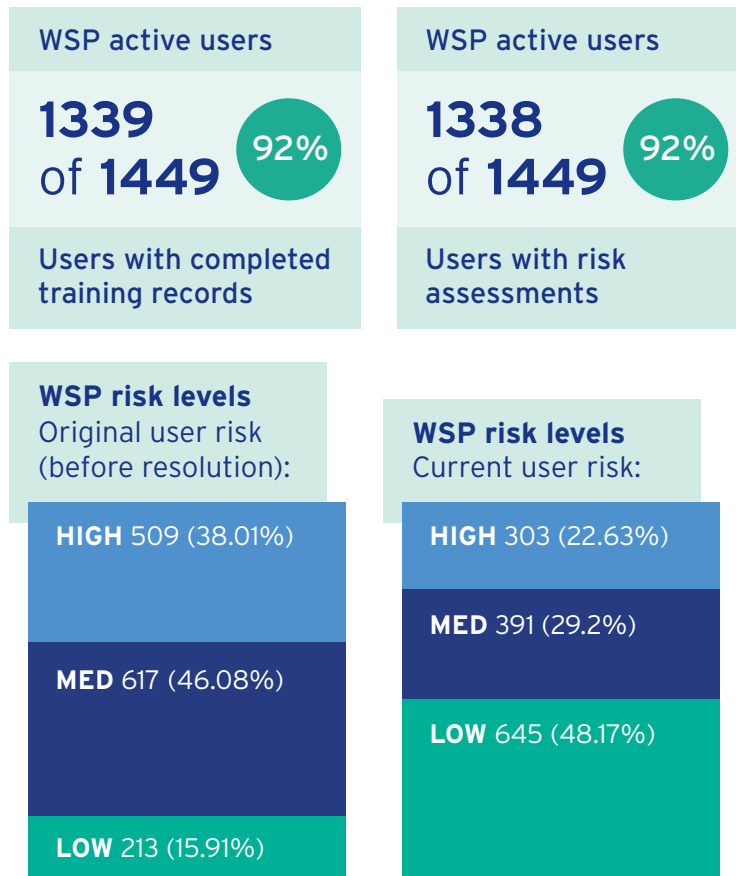 WSP active users
1339
of 1449
92%
Users with completed
training records
WSP active users
1338
of 1449
92%
Users with risk
assessments
WSP risk levels
Original user risk
(before resolution):
HIGH 509 (38.01%)
MED 617 (46.08%)
LOW 213 (15.91%)
WSP risk levels
Current user risk:
HIGH 303 (22.63%)
MED 391 (29.2%)
LOW 645 (48.17%)